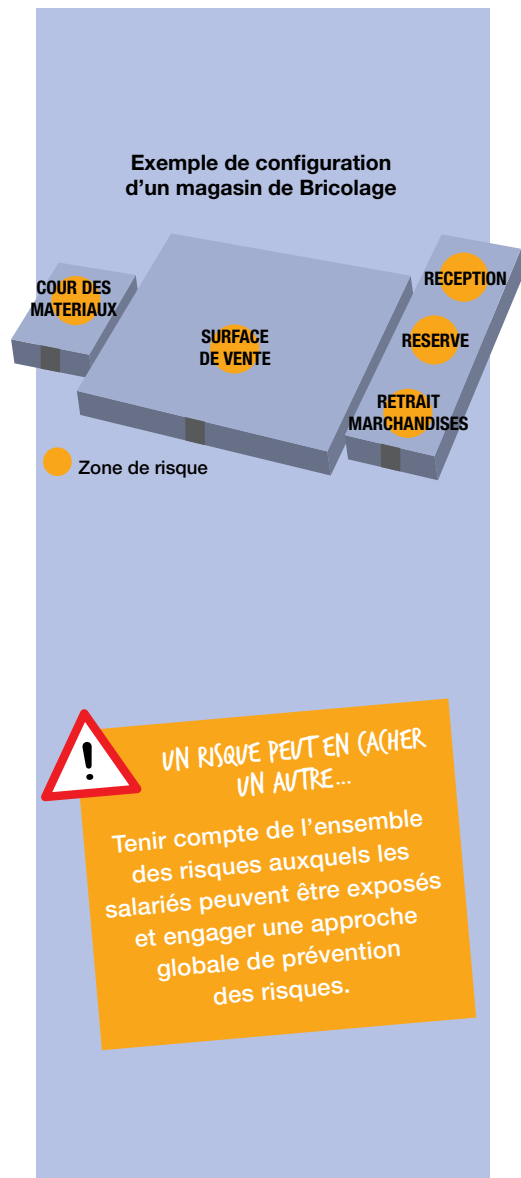 Exemple de configuration
d'un magasin de Bricolage
COUR DES
MATERIAUX
SURFACE
DE VENTE
RECEPTION
RESERVE
RETRAIT
MARCHANDISES
Zone de risque
!
UN RISQUE PEUT EN CACHER
UN AUTRE...
Tenir compte de l'ensemble
des risques auxquels les
salariés peuvent être exposés
et engager une approche
globale de prévention
des risques.